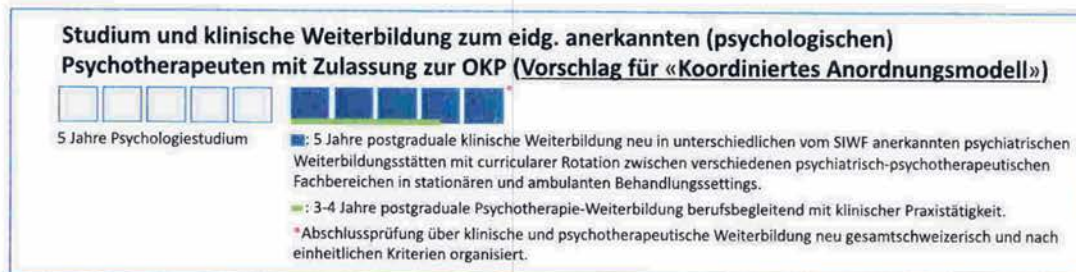 Studium und klinische Weiterbildung zum eidg. anerkannten (psychologischen)
Psychotherapeuten mit Zulassung zur OKP (Vorschlag für «Koordiniertes Anordnungsmodell»)
*
5 Jahre Psychologiestudium
: 5 Jahre postgraduale klinische Weiterbildung neu in unterschiedlichen vom SIWF anerkannten psychiatrischen
Weiterbildungsstätten mit curricularer Rotation zwischen verschiedenen psychiatrisch-psychotherapeutischen
Fachbereichen in stationären und ambulanten Behandlungssettings.
: 3-4 Jahre postgraduale Psychotherapie-Weiterbildung berufsbegleitend mit klinischer Praxistätigkeit.
*Abschlussprüfung über klinische und psychotherapeutische Weiterbildung neu gesamtschweizerisch und nach
einheitlichen Kriterien organisiert.